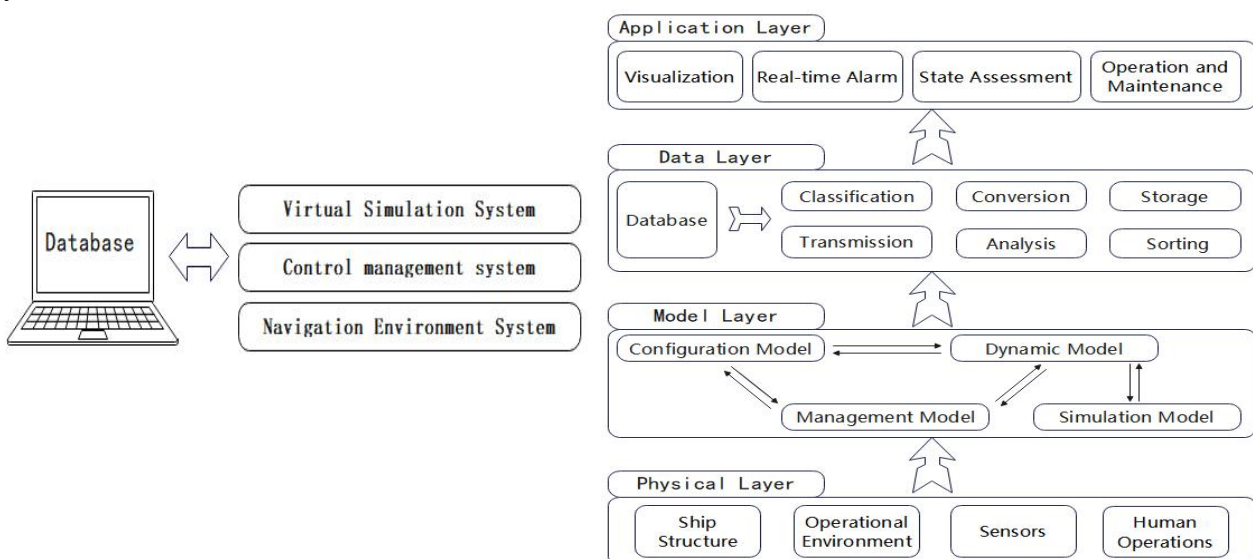 Database
Virtual Simulation System
Control management system
Navigation Environment System
Application Layer
Visualization
Real-time Alarm
State Assessment
Operation and
Maintenance
Data Layer
Database
Classification
Conversion
Storage
Transmission
Analysis
Sorting
Model Layer
Configuration Model
Dynamic Model
Management Model
Simulation Model
Physical Layer
Ship
Structure
Operational
Environment
Sensors
Human
Operations